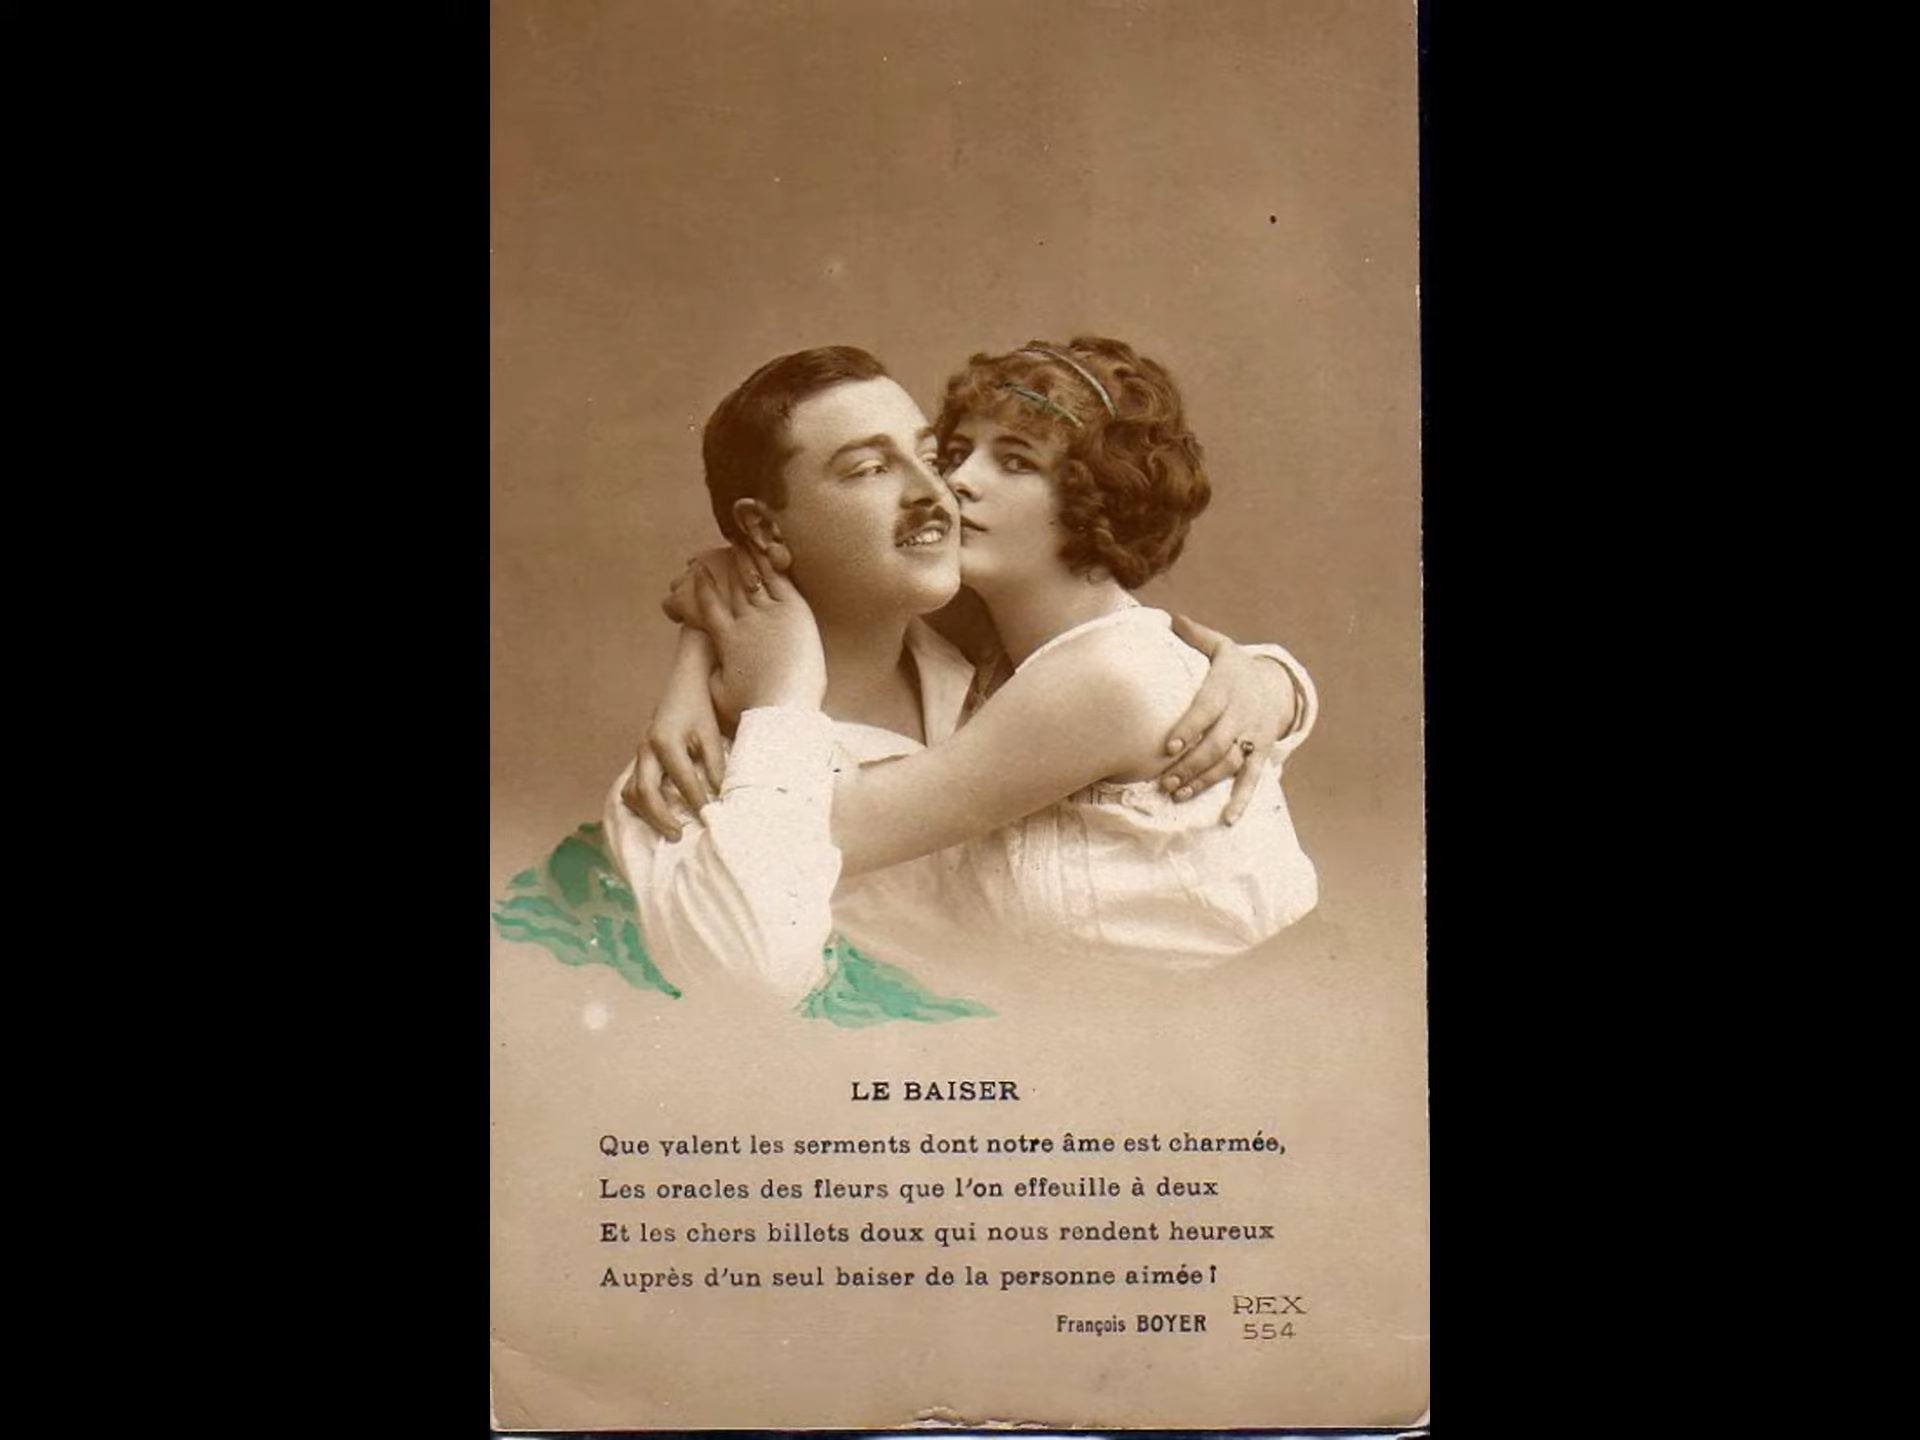 LE BAISER
Que valent les serments dont notre âme est charmée,
Les oracles des fleurs que l'on effeuille à deux
Et les chers billets doux qui nous rendent heureux
Auprès d'un seul baiser de la personne aimée!
François BOYER
REX
554